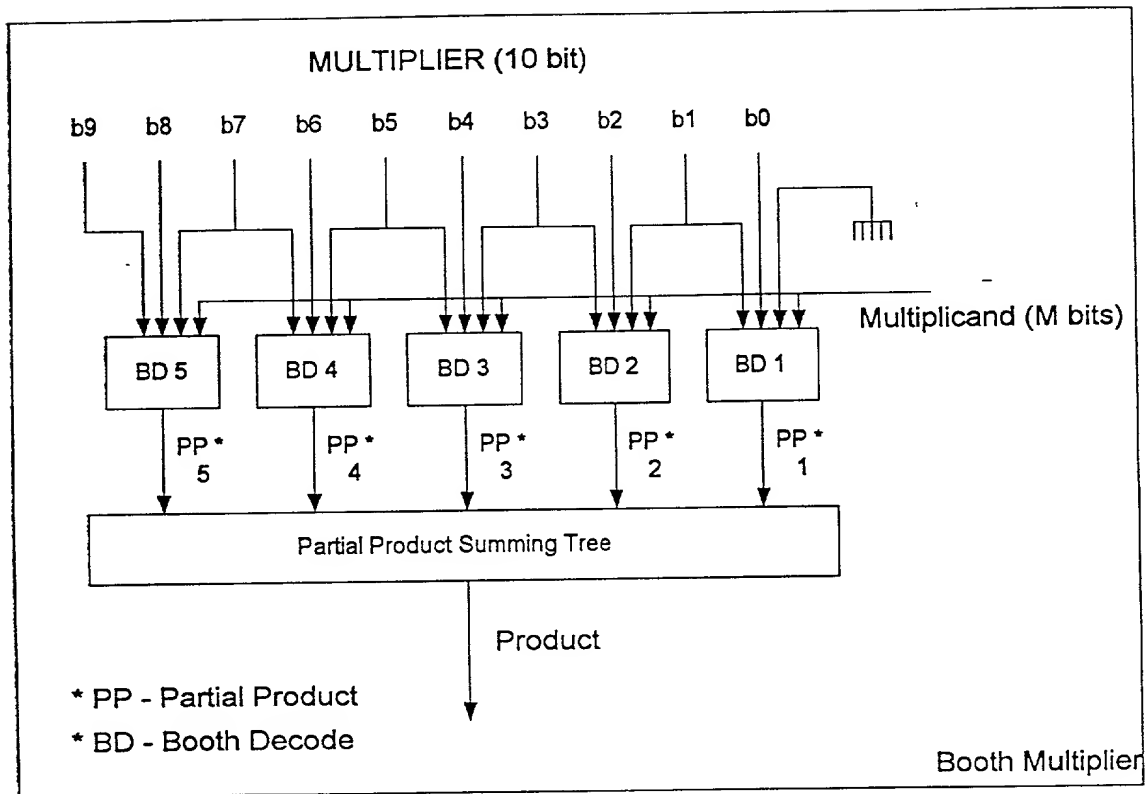 MULTIPLIER (10 bit)
b9 b8 b7 b6 b5 b4 b3 b2 b1 b0
Multiplicand (M bits)
BD 5 BD 4 BD 3 BD 2 BD 1
PP * PP * PP * PP * PP *
5 4 3 2 1
Partial Product Summing Tree
Product
* PP - Partial Product
* BD - Booth Decode
Booth Multiplier